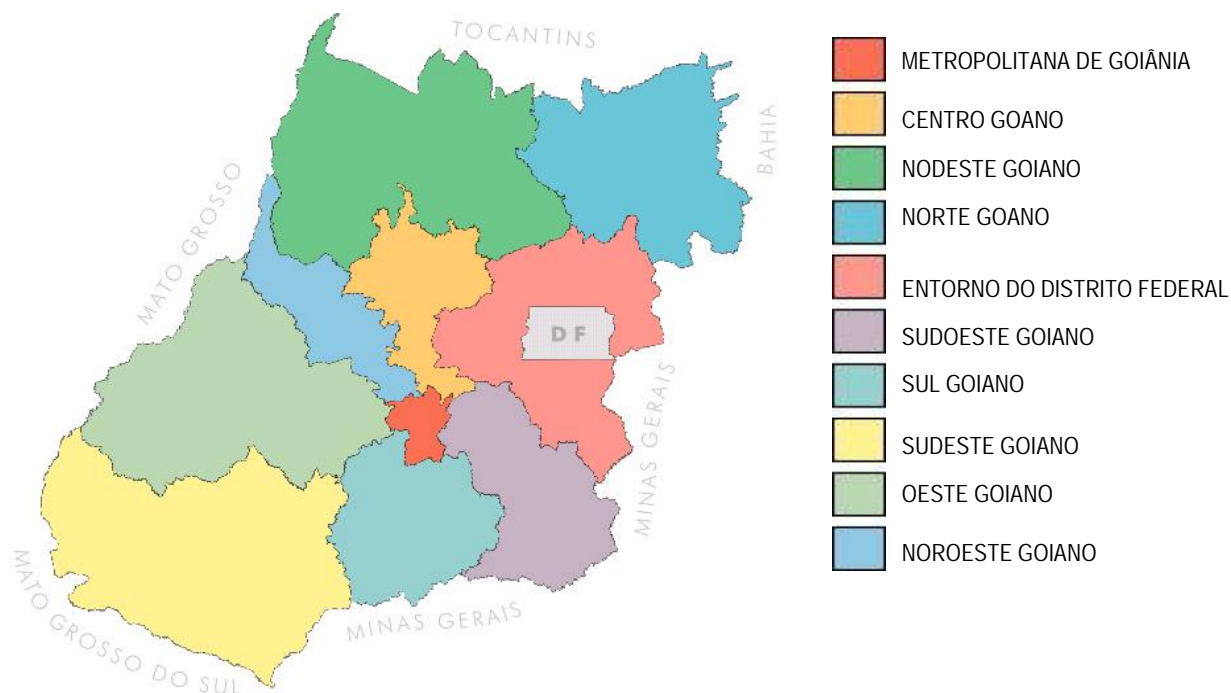 TOCANTINS
BAHIA
MATO GROSSO
D F
MINAS GERAIS
MINAS GERAIS
MATO GROSSO DO SUL
METROPOLITANA DE GOIÂNIA
CENTRO GOANO
NODESTE GOIANO
NORTE GOANO
ENTORNO DO DISTRITO FEDERAL
SUDOESTE GOIANO
SUL GOIANO
SUDESTE GOIANO
OESTE GOIANO
NOROESTE GOIANO